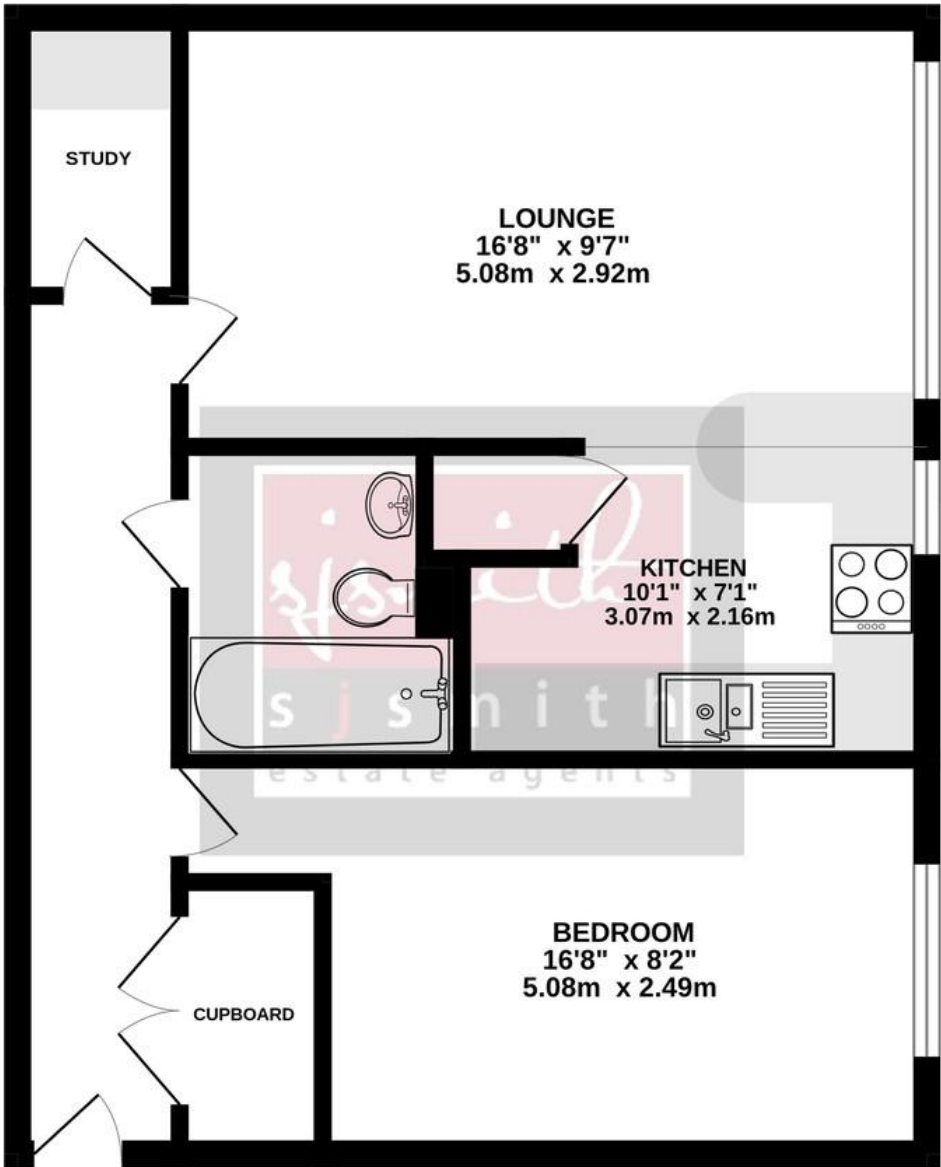 STUDY
LOUNGE
16'8" x 9'7"
5.08m x 2.92m
sjsmith
KITCHEN
10'1" x 7'1"
3.07m x 2.16m
sjsmith
estate agents
BEDROOM
16'8" x 8'2"
5.08m x 2.49m
CUPBOARD